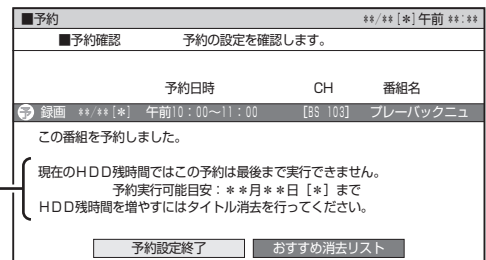 ■予約 **/**[*]午前 **:**
■予約確認 予約の設定を確認します。
予約日時 CH 番組名
予 録画 **/**[*] 午前10:00〜11:00 [BS 103] プレーバックニュ
この番組を予約しました。
現在のHDD残時間ではこの予約は最後まで実行できません。
予約実行可能目安:**月**日［*］まで
HDD残時間を増やすにはタイトル消去を行ってください。
予約設定終了 おすすめ消去リスト